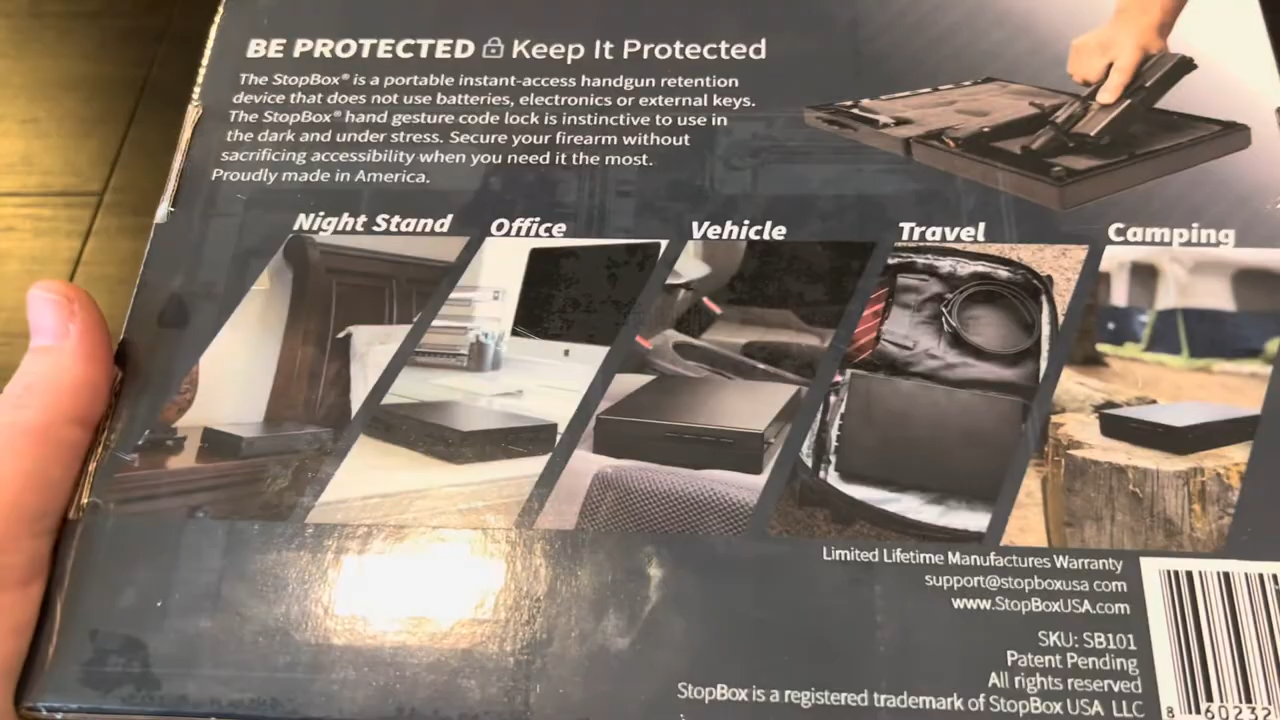 BE PROTECTED Keep It Protected
The StopBox® is a portable instant-access handgun retention
device that does not use batteries, electronics or external keys.
The StopBox® hand gesture code lock is instinctive to use in
the dark and under stress. Secure your firearm without
sacrificing accessibility when you need it the most.
Proudly made in America.
Night Stand Office Vehicle Travel Camping
Limited Lifetime Manufactures Warranty
support@stopboxusa.com
www.StopBoxUSA.com
SKU: SB101
Patent Pending
All rights reserved
StopBox is a registered trademark of StopBox USA LLC
8 60232